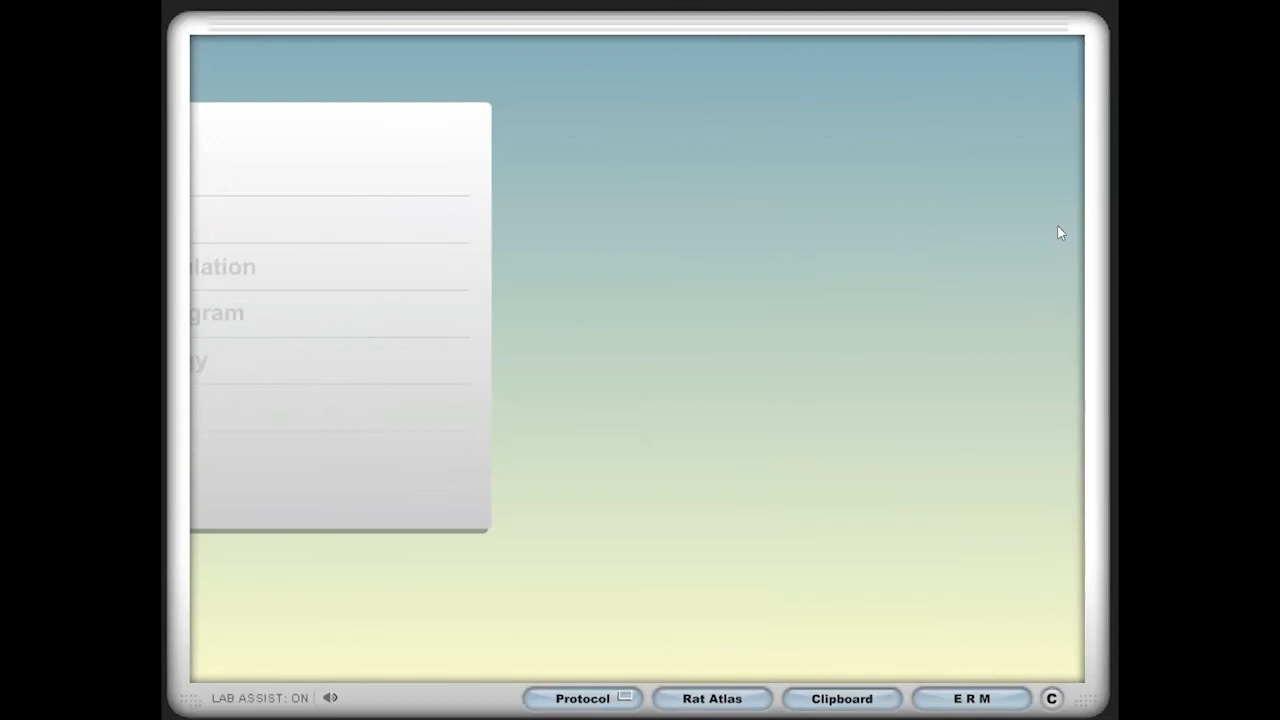 lation
gram
y
LAB ASSIST: ON
Protocol
Rat Atlas
Clipboard
E R M
C